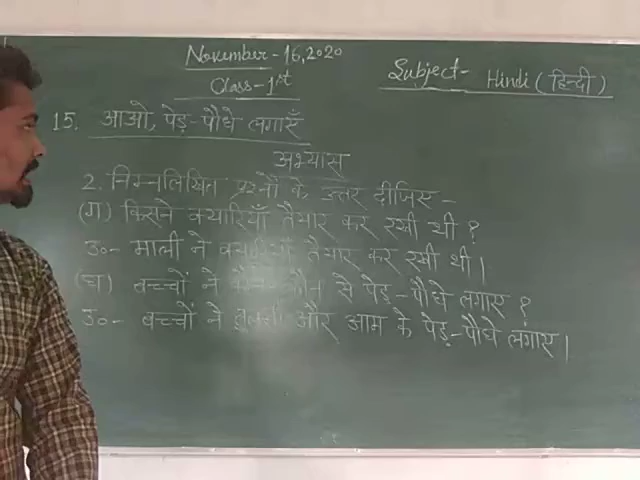 November-16,2020
Class-1st
Subject- Hindi (हिन्दी)
15. आओ, पेड़-पौधे लगाएँ
अभ्यास
2. निम्नलिखित प्रश्नों के उत्तर दीजिए -
(ग) किसने क्यारियाँ तैयार कर रखी थी ?
उ०- माली ने क्यारियाँ तैयार कर रखी थी।
(घ) बच्चों ने कौन-कौन से पेड़-पौधे लगाए ?
उ०- बच्चों ने तुलसी और आम के पेड़-पौधे लगाए।